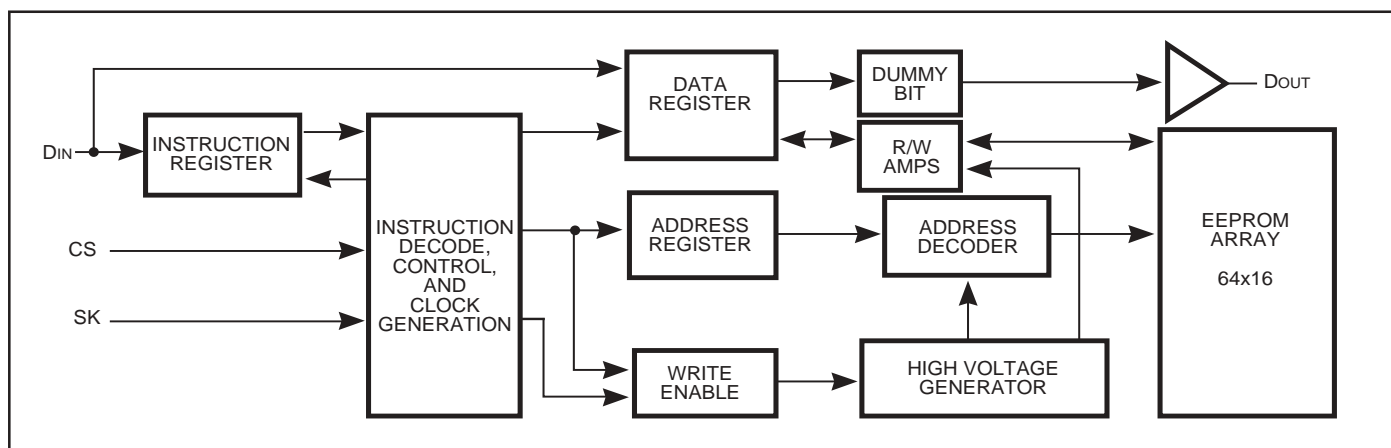 DATA
REGISTER
DUMMY
BIT
DOUT
DIN
INSTRUCTION
REGISTER
R/W
AMPS
CS
SK
INSTRUCTION
DECODE,
CONTROL,
AND
CLOCK
GENERATION
ADDRESS
REGISTER
ADDRESS
DECODER
EEPROM
ARRAY
64x16
WRITE
ENABLE
HIGH VOLTAGE
GENERATOR